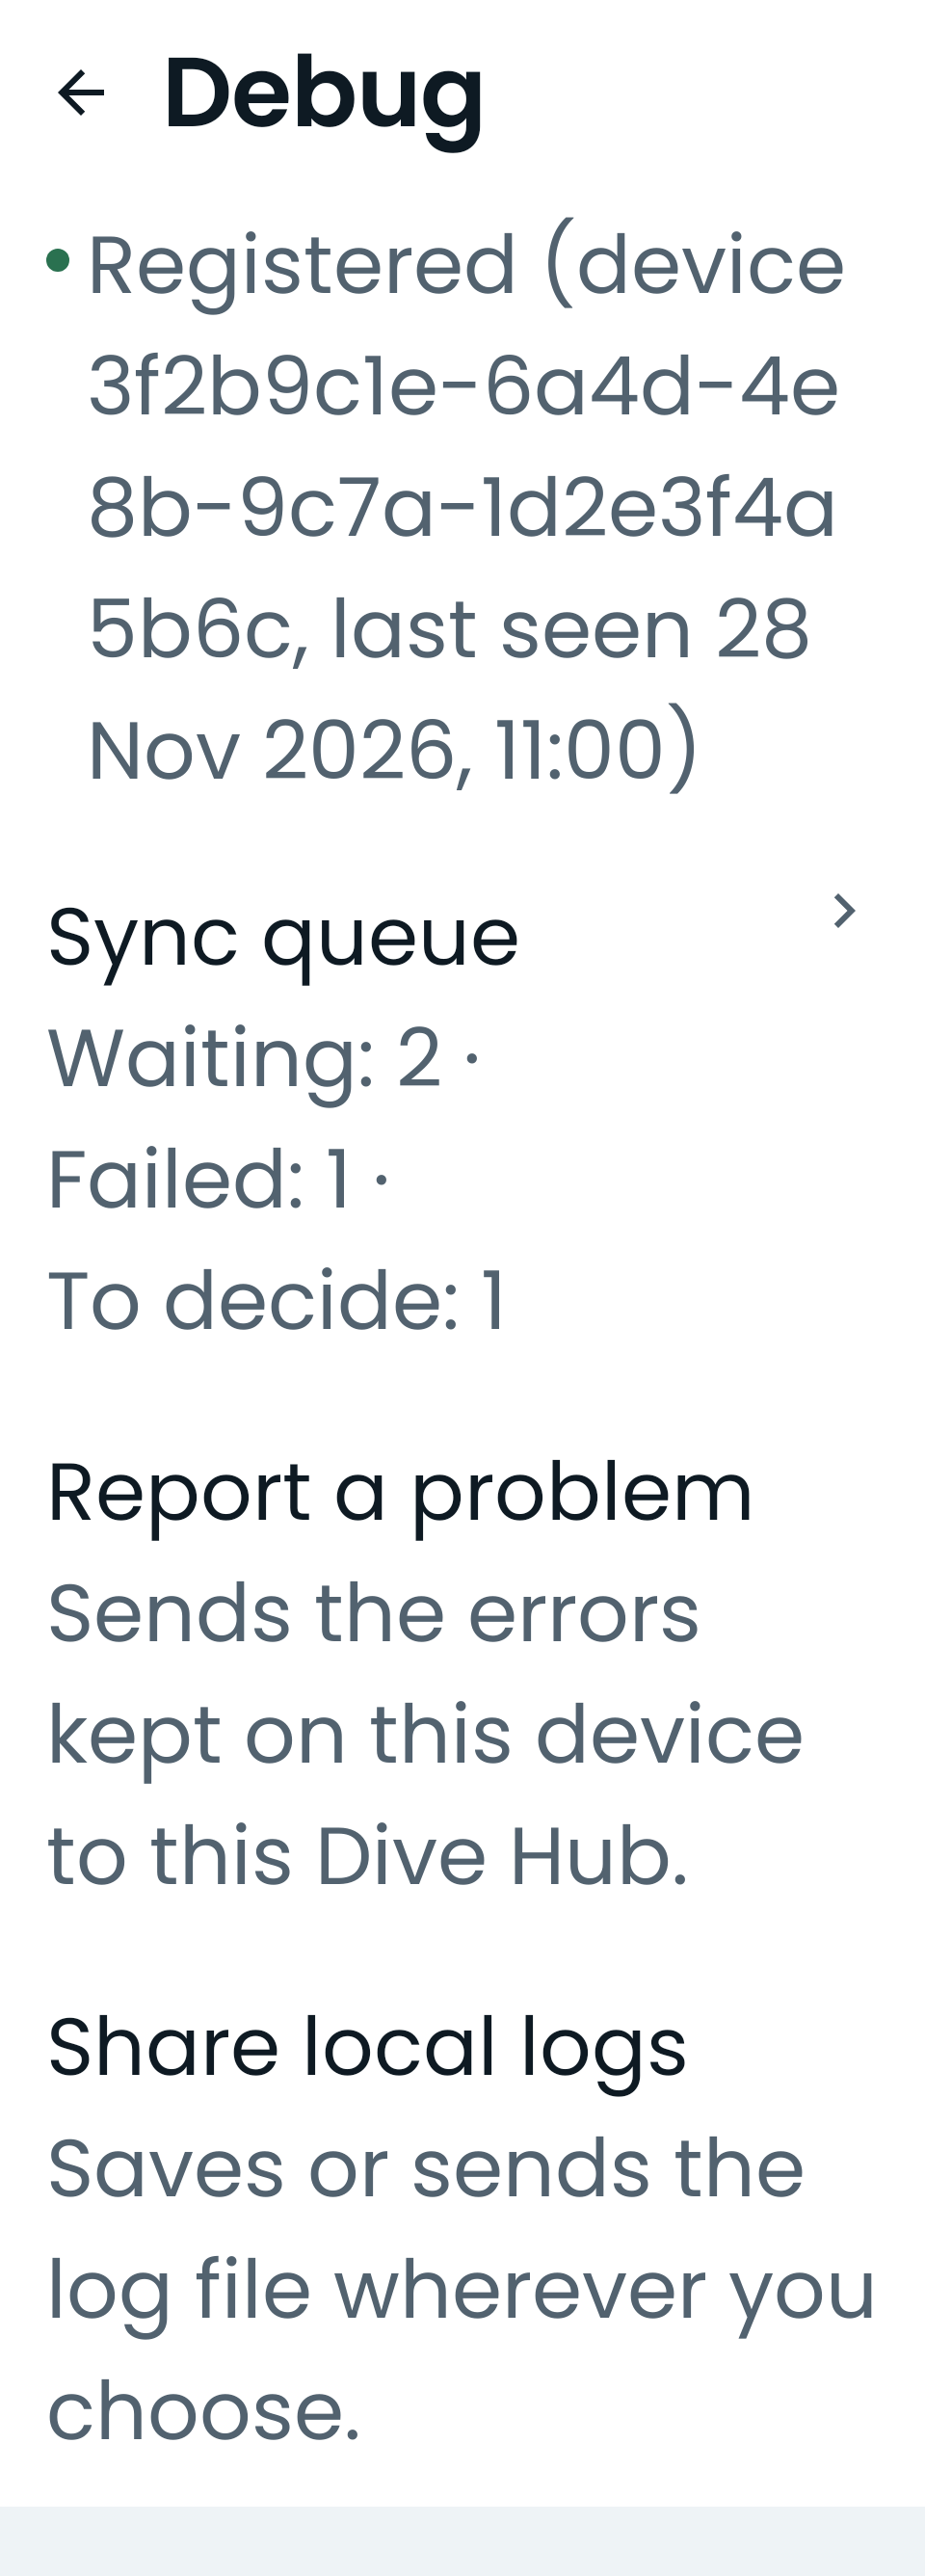 Debug
Registered (device
3f2b9c1e-6a4d-4e
8b-9c7a-1d2e3f4a
5b6c, last seen 28
Nov 2026, 11:00)
Sync queue
Waiting: 2 ·
Failed: 1 ·
To decide: 1
Report a problem
Sends the errors
kept on this device
to this Dive Hub.
Share local logs
Saves or sends the
log file wherever you
choose.